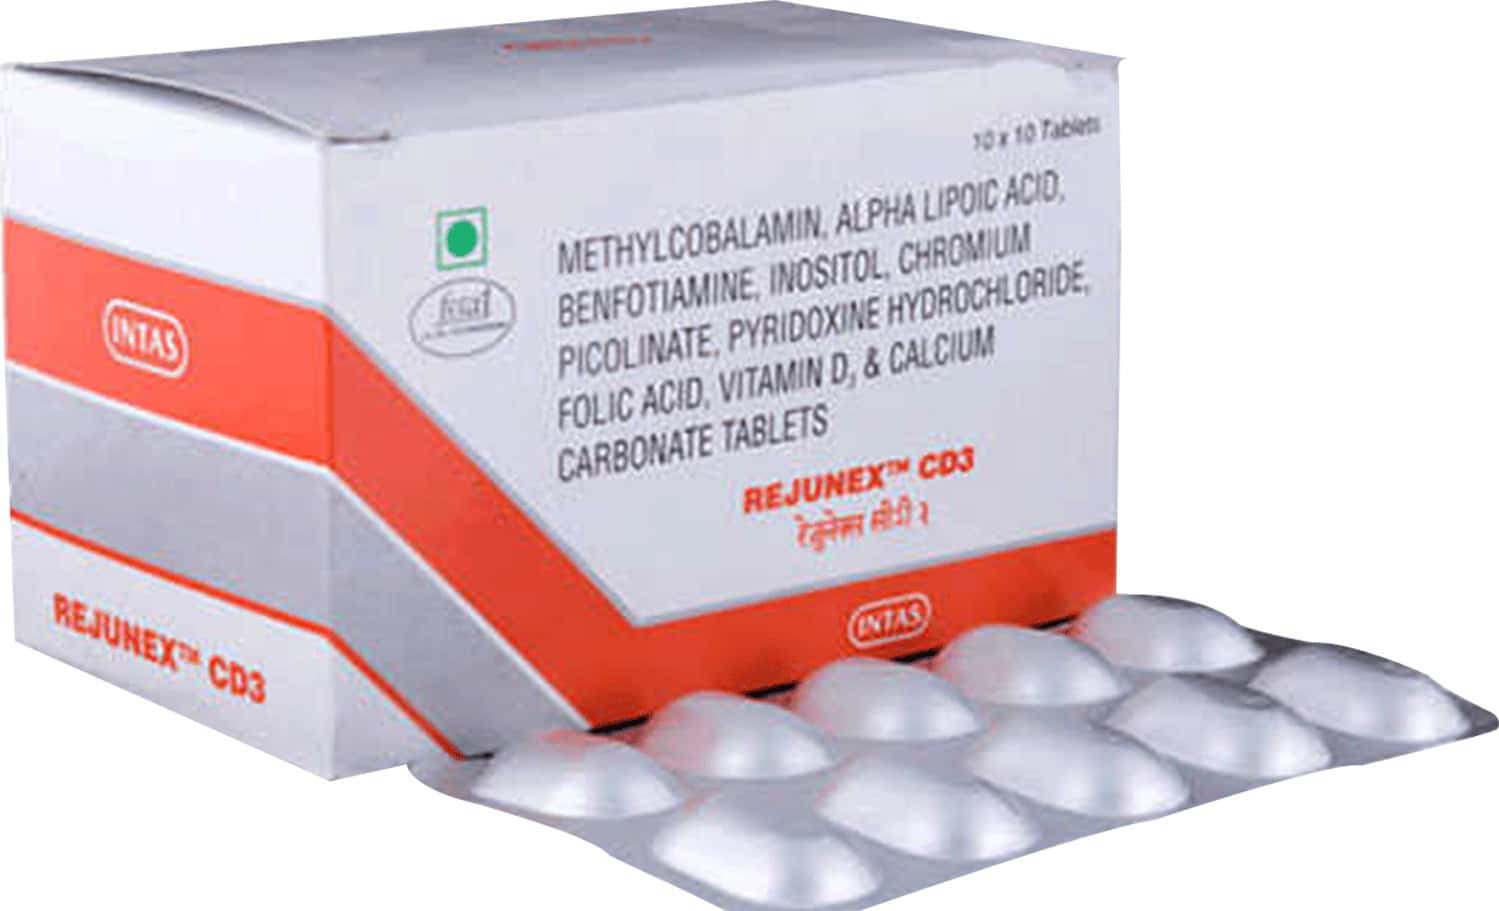 10 x 10 Tablets
METHYLCOBALAMIN, ALPHA LIPOIC ACID,
BENFOTIAMINE, INOSITOL, CHROMIUM
PICOLINATE, PYRIDOXINE HYDROCHLORIDE,
FOLIC ACID, VITAMIN D₃ & CALCIUM
CARBONATE TABLETS
REJUNEX™ CD3
रेजुनेक्स सीडी ३
INTAS
INTAS
REJUNEX™ CD3